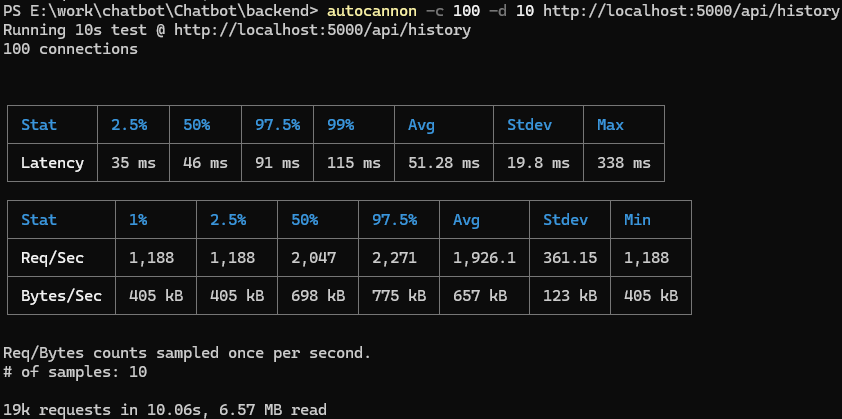 PS E:\work\chatbot\Chatbot\backend> autocannon -c 100 -d 10 http://localhost:5000/api/history
Running 10s test @ http://localhost:5000/api/history
100 connections
Stat 2.5% 50% 97.5% 99% Avg Stdev Max
Latency 35 ms 46 ms 91 ms 115 ms 51.28 ms 19.8 ms 338 ms
Stat 1% 2.5% 50% 97.5% Avg Stdev Min
Req/Sec 1,188 1,188 2,047 2,271 1,926.1 361.15 1,188
Bytes/Sec 405 kB 405 kB 698 kB 775 kB 657 kB 123 kB 405 kB
Req/Bytes counts sampled once per second.
# of samples: 10
19k requests in 10.06s, 6.57 MB read